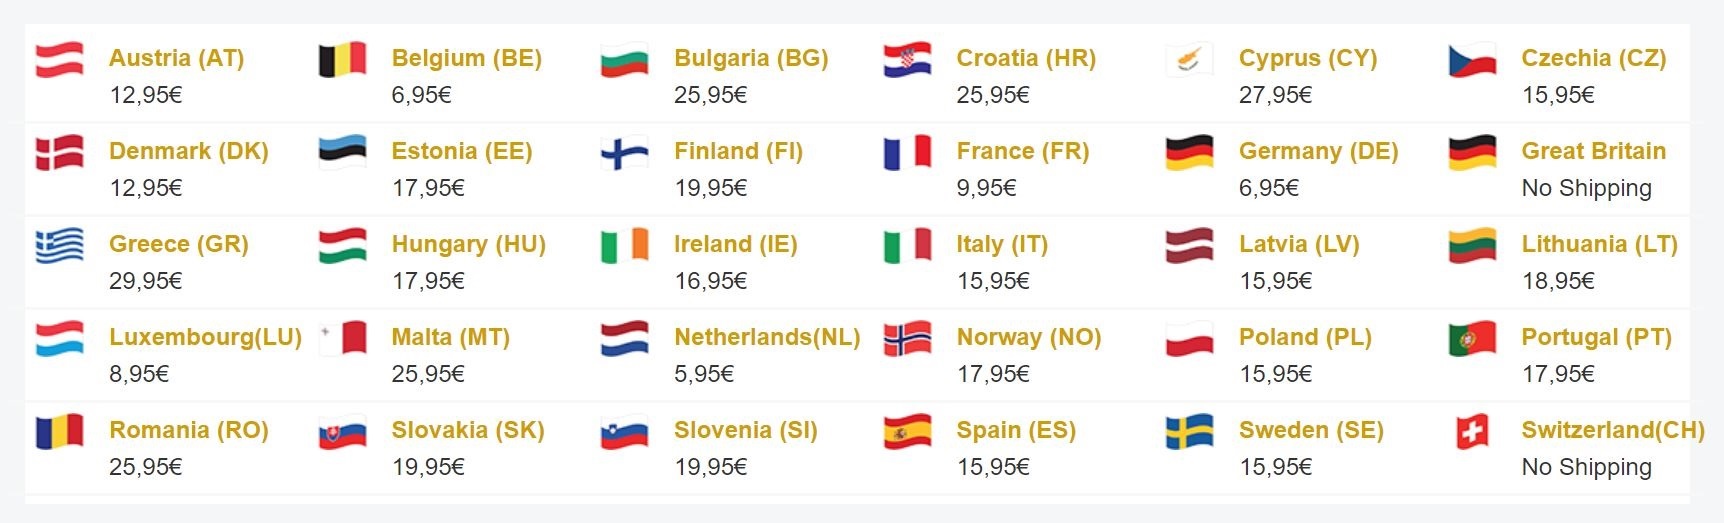 Austria (AT) Belgium (BE) Bulgaria (BG) Croatia (HR) Cyprus (CY) Czechia (CZ)
12,95€ 6,95€ 25,95€ 25,95€ 27,95€ 15,95€
Denmark (DK) Estonia (EE) Finland (FI) France (FR) Germany (DE) Great Britain
12,95€ 17,95€ 19,95€ 9,95€ 6,95€ No Shipping
Greece (GR) Hungary (HU) Ireland (IE) Italy (IT) Latvia (LV) Lithuania (LT)
29,95€ 17,95€ 16,95€ 15,95€ 15,95€ 18,95€
Luxembourg(LU) Malta (MT) Netherlands(NL) Norway (NO) Poland (PL) Portugal (PT)
8,95€ 25,95€ 5,95€ 17,95€ 15,95€ 17,95€
Romania (RO) Slovakia (SK) Slovenia (SI) Spain (ES) Sweden (SE) Switzerland(CH)
25,95€ 19,95€ 19,95€ 15,95€ 15,95€ No Shipping